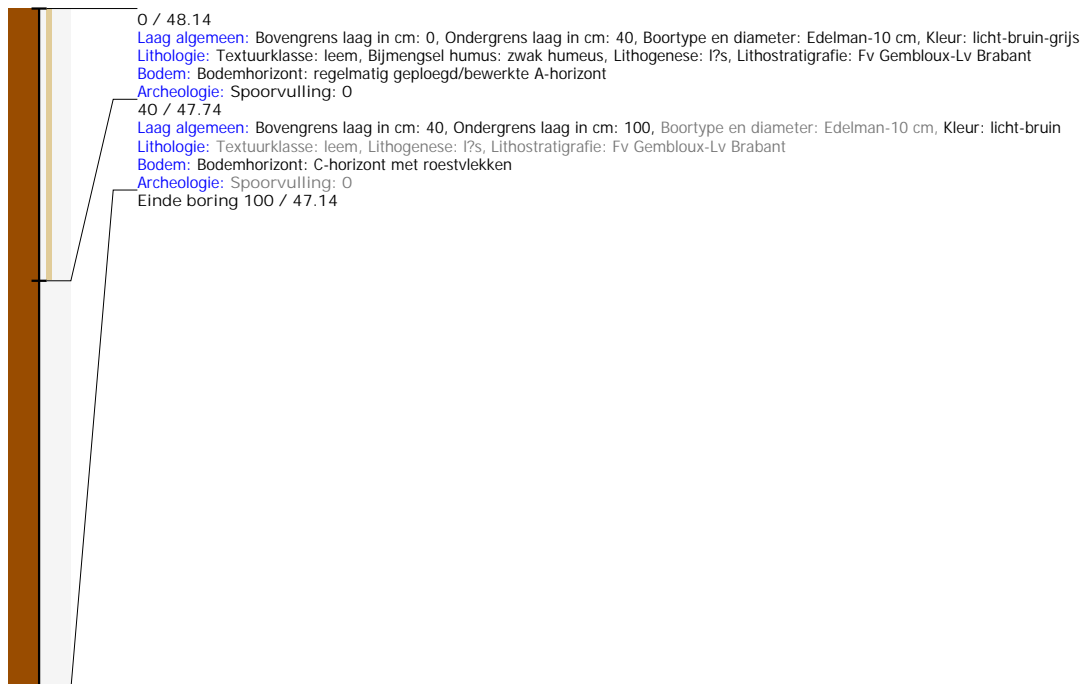 0 / 48.14
Laag algemeen: Bovengrens laag in cm: 0, Ondergrens laag in cm: 40, Boortype en diameter: Edelman-10 cm, Kleur: licht-bruin-grijs
Lithologie: Textuurklasse: leem, Bijmengsel humus: zwak humeus, Lithogenese: l?s, Lithostratigrafie: Fv Gembloux-Lv Brabant
Bodem: Bodemhorizont: regelmatig geploegd/bewerkte A-horizont
Archeologie: Spoorvulling: 0
40 / 47.74
Laag algemeen: Bovengrens laag in cm: 40, Ondergrens laag in cm: 100, Boortype en diameter: Edelman-10 cm, Kleur: licht-bruin
Lithologie: Textuurklasse: leem, Lithogenese: l?s, Lithostratigrafie: Fv Gembloux-Lv Brabant
Bodem: Bodemhorizont: C-horizont met roestvlekken
Archeologie: Spoorvulling: 0
Einde boring 100 / 47.14